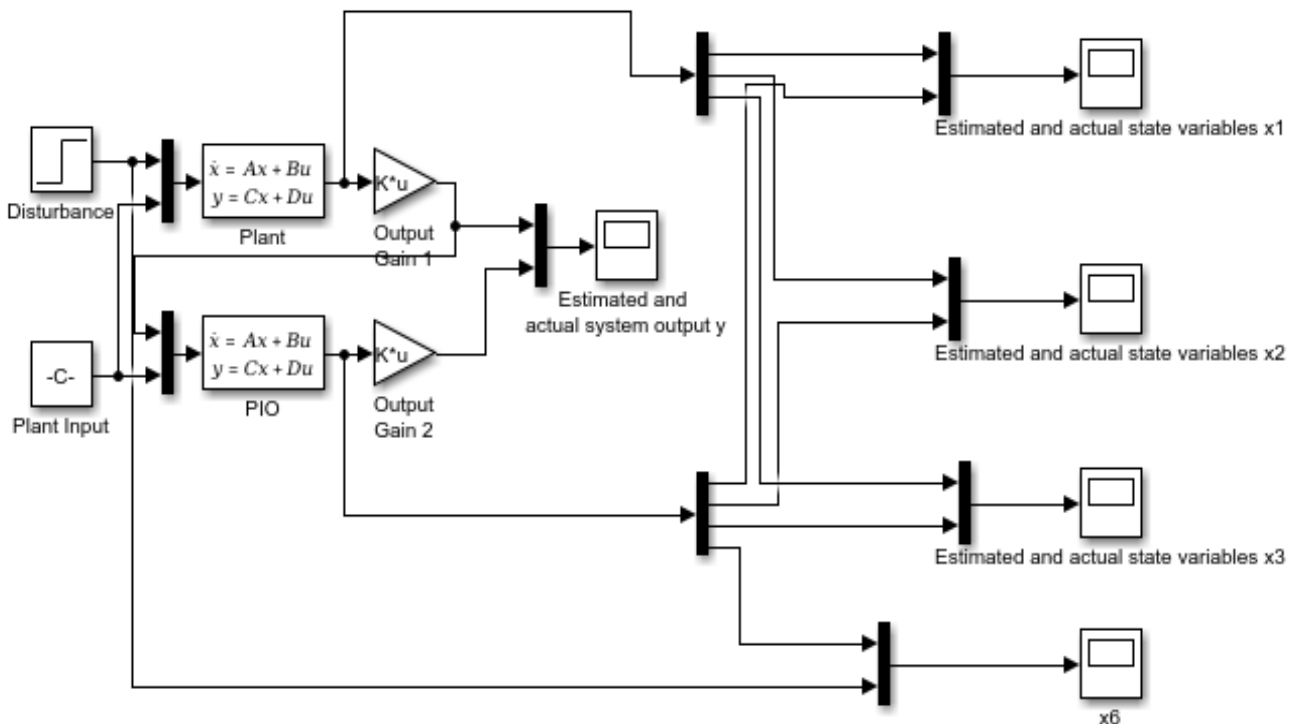 Estimated and actual state variables x1
Disturbance
ẋ = Ax + Bu
y = Cx + Du
Plant
K*u
Output
Gain 1
Estimated and
actual system output y
Estimated and actual state variables x2
-C-
Plant Input
ẋ = Ax + Bu
y = Cx + Du
PIO
K*u
Output
Gain 2
Estimated and actual state variables x3
x6